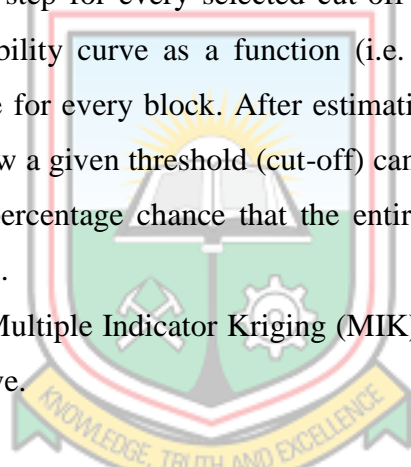 step for every selected cut-off
bility curve as a function (i.e.
e for every block. After estimati
w a given threshold (cut-off) can
percentage chance that the entir
.
Multiple Indicator Kriging (MIK)
ve.
KNOWLEDGE, TRUTH AND EXCELLENCE